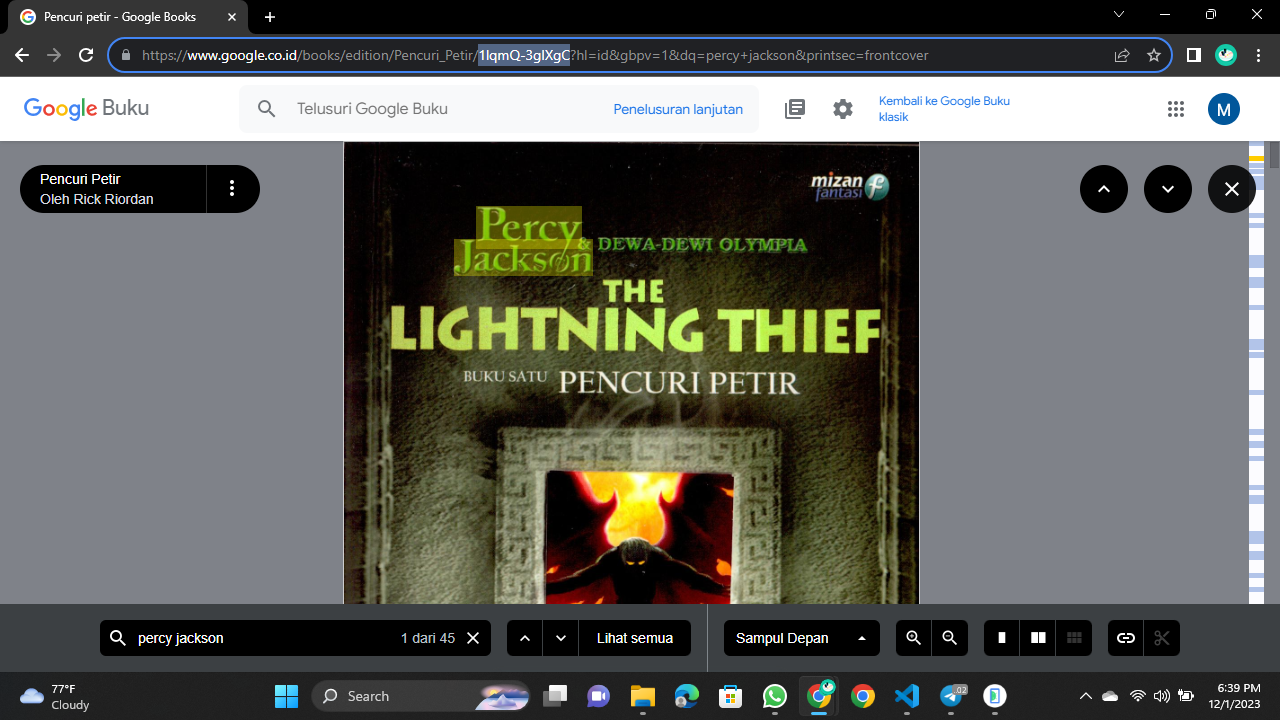 Pencuri petir - Google Books
https://www.google.co.id/books/edition/Pencuri_Petir/1lqmQ-3glXgC?hl=id&gbpv=1&dq=percy+jackson&printsec=frontcover
Google Buku
Telusuri Google Buku
Penelusuran lanjutan
Kembali ke Google Buku
klasik
M
Pencuri Petir
Oleh Rick Riordan
mizan
fantasi
f
Percy
Jackson & DEWA-DEWI OLYMPIA
THE
LIGHTNING THIEF
BUKU SATU PENCURI PETIR
percy jackson
1 dari 45
Lihat semua
Sampul Depan
77°F
Cloudy
Search
.02
6:39 PM
12/1/2023